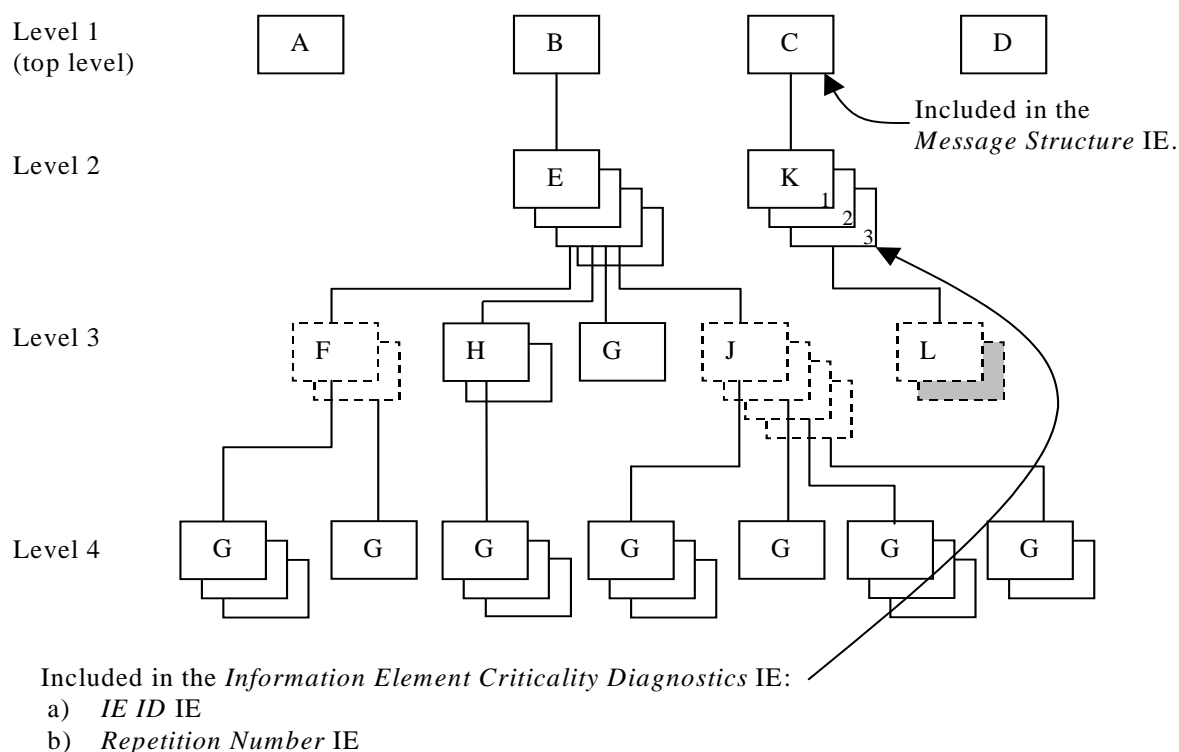 Level 1
(top level)
A
B
C
D
Included in the
Message Structure IE.
Level 2
E
K
1
2
3
Level 3
F
H
G
J
L
Level 4
G
G
G
G
G
G
G
Included in the Information Element Criticality Diagnostics IE:
a) IE ID IE
b) Repetition Number IE